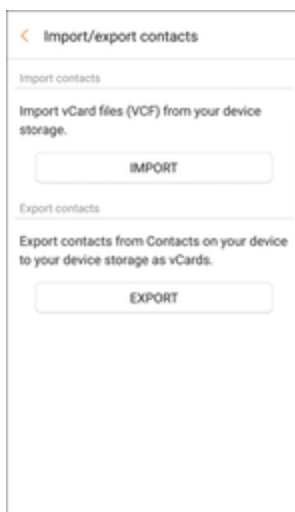 Import/export contacts
Import contacts
Import vCard files (VCF) from your device
storage.
IMPORT
Export contacts
Export contacts from Contacts on your device
to your device storage as vCards.
EXPORT